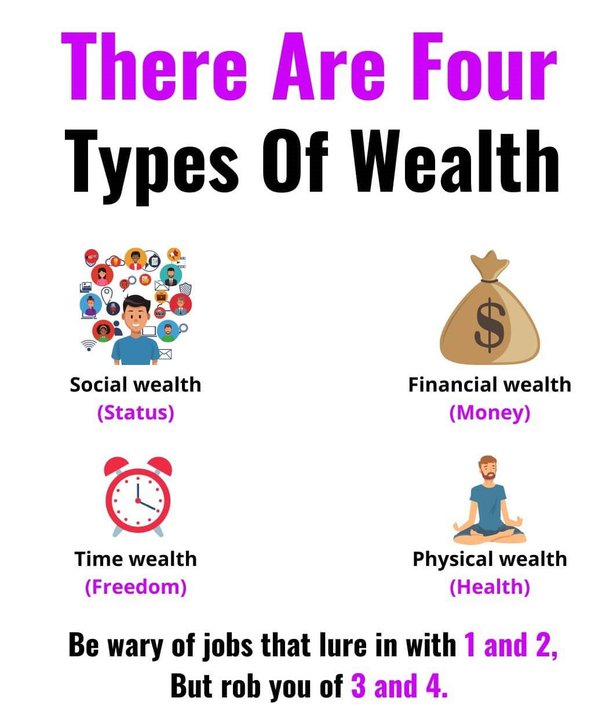 There Are Four
Types Of Wealth
Social wealth
(Status)
Financial wealth
(Money)
Time wealth
(Freedom)
Physical wealth
(Health)
Be wary of jobs that lure in with 1 and 2,
But rob you of 3 and 4.